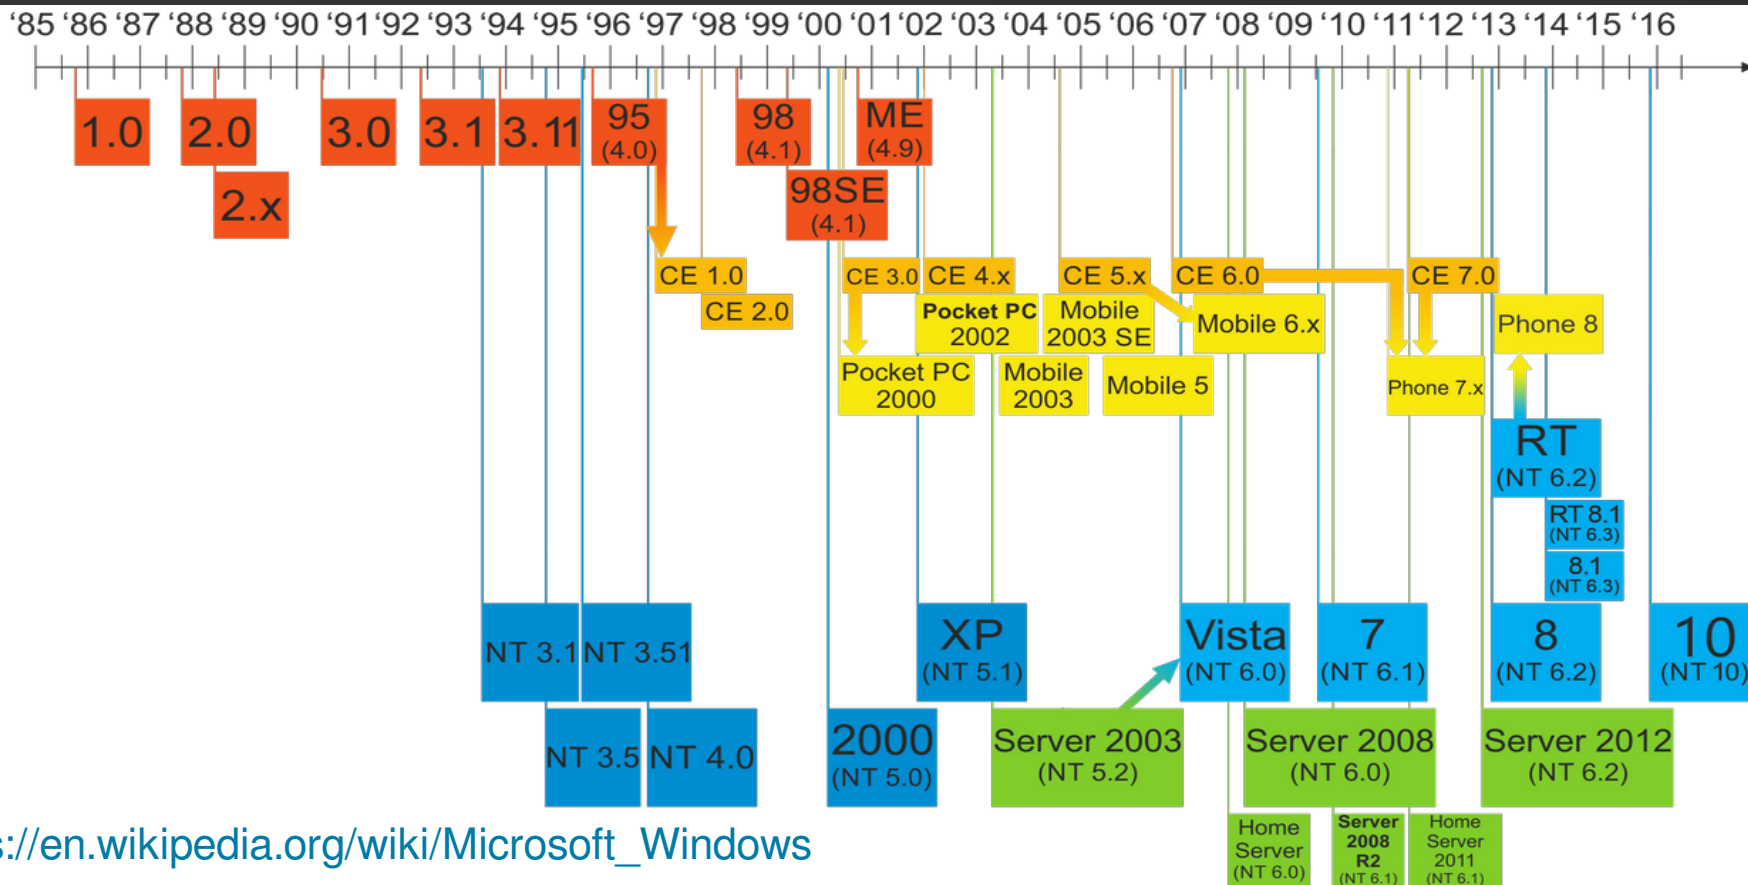 ‘85 ‘86 ‘87 ‘88 ‘89 ‘90 ‘91 ‘92 ‘93 ‘94 ‘95 ‘96 ‘97 ‘98 ‘99 ‘00 ‘01 ‘02 ‘03 ‘04 ‘05 ‘06 ‘07 ‘08 ‘09 ‘10 ‘11 ‘12 ‘13 ‘14 ‘15 ‘16
1.0
2.0
3.0
3.1
3.11
95
(4.0)
98
(4.1)
ME
(4.9)
2.x
98SE
(4.1)
CE 1.0
CE 3.0
CE 4.x
CE 5.x
CE 6.0
CE 7.0
CE 2.0
Pocket PC
2002
Mobile
2003 SE
Mobile 6.x
Phone 8
Pocket PC
2000
Mobile
2003
Mobile 5
Phone 7.x
RT
(NT 6.2)
RT 8.1
(NT 6.3)
8.1
(NT 6.3)
NT 3.1
NT 3.51
XP
(NT 5.1)
Vista
(NT 6.0)
7
(NT 6.1)
8
(NT 6.2)
10
(NT 10)
NT 3.5
NT 4.0
2000
(NT 5.0)
Server 2003
(NT 5.2)
Server 2008
(NT 6.0)
Server 2012
(NT 6.2)
Home
Server
(NT 6.0)
Server
2008
R2
(NT 6.1)
Home
Server
2011
(NT 6.1)
s://en.wikipedia.org/wiki/Microsoft_Windows